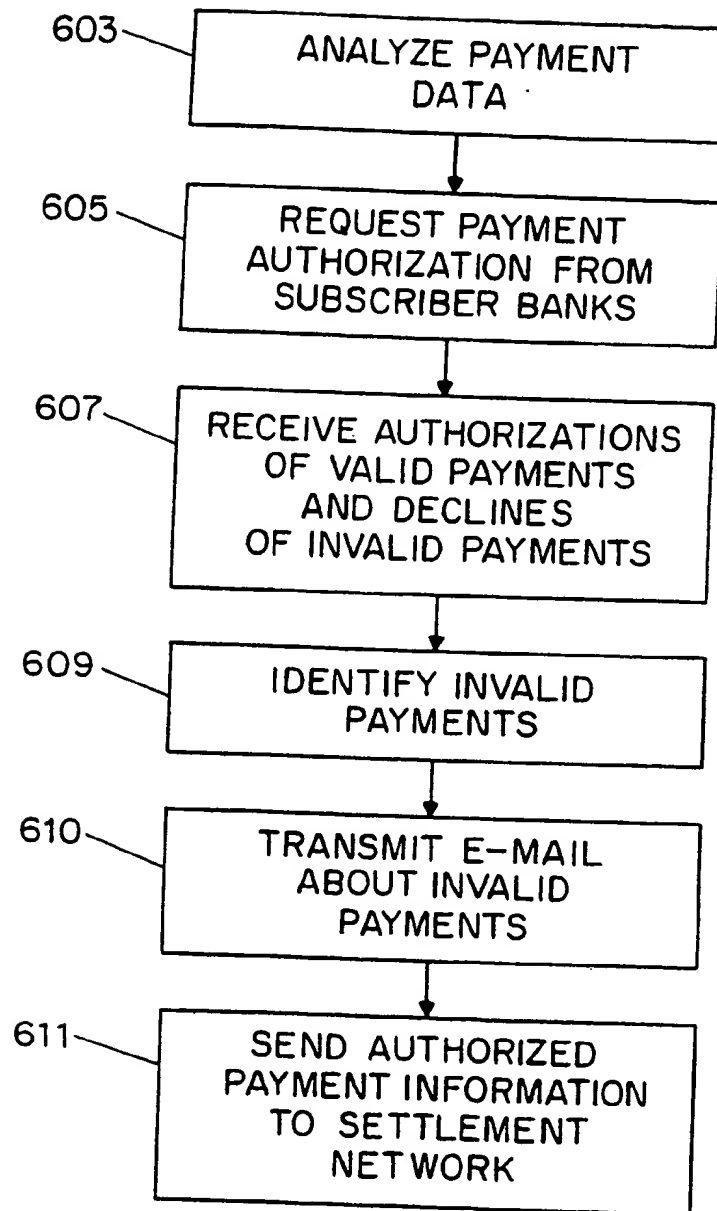 603
ANALYZE PAYMENT
DATA
605
REQUEST PAYMENT
AUTHORIZATION FROM
SUBSCRIBER BANKS
607
RECEIVE AUTHORIZATIONS
OF VALID PAYMENTS
AND DECLINES
OF INVALID PAYMENTS
609
IDENTIFY INVALID
PAYMENTS
610
TRANSMIT E-MAIL
ABOUT INVALID
PAYMENTS
611
SEND AUTHORIZED
PAYMENT INFORMATION
TO SETTLEMENT
NETWORK